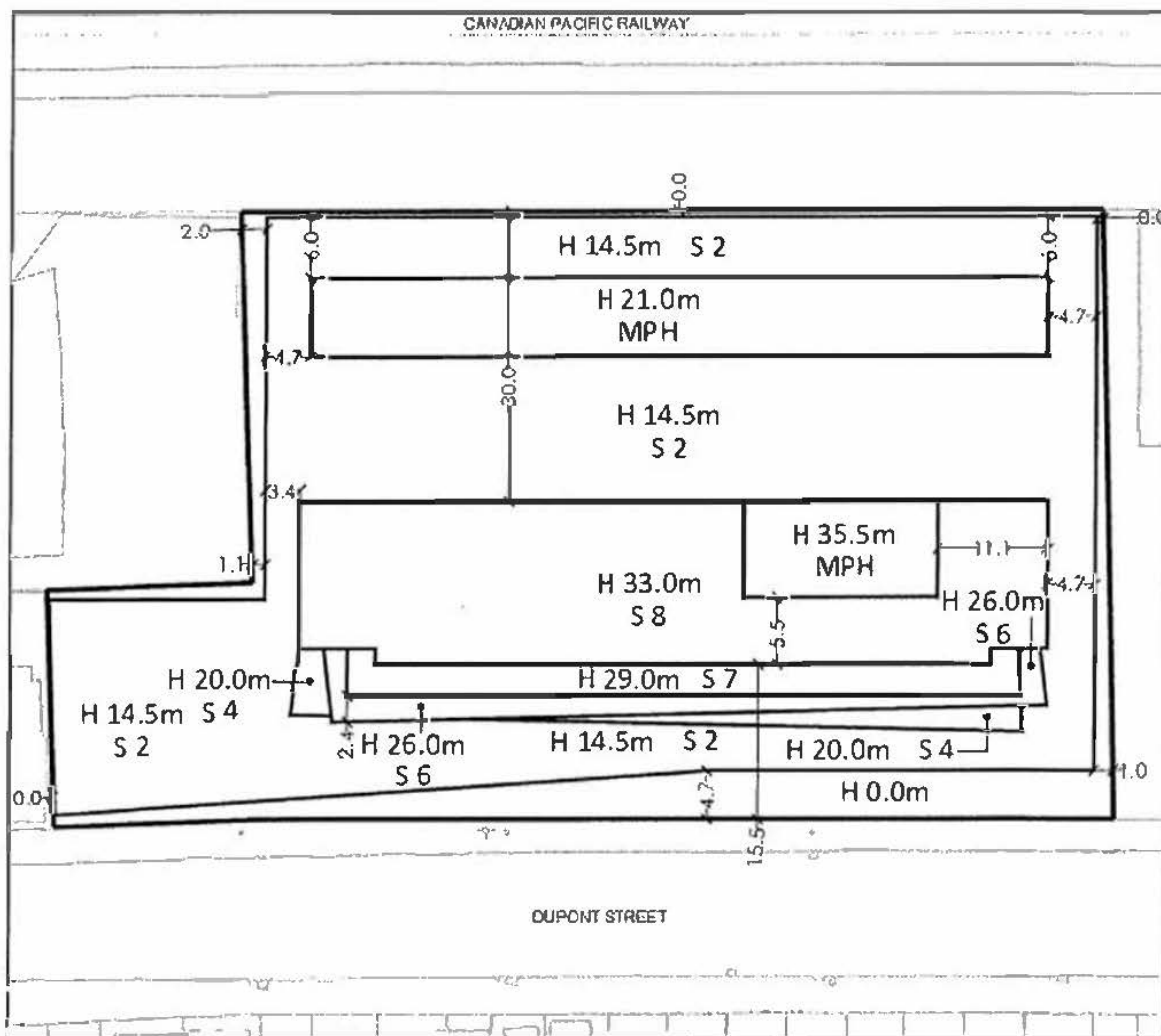 CANADIAN PACIFIC RAILWAY
0.0
2.0
0.0
6.0
H 14.5m S 2
6.0
H 21.0m
MPH
4.7
4.7
30.0
H 14.5m
S 2
3.4
H 35.5m
MPH
11.1
1.1
H 33.0m
S 8
4.7
H 26.0m
S 6
5.5
H 20.0m
S 4
H 29.0m S 7
H 14.5m
S 2
2.4
H 26.0m
S 6
H 14.5m S 2
H 20.0m S 4
1.0
0.0
4.7
H 0.0m
15.5
DUPONT STREET